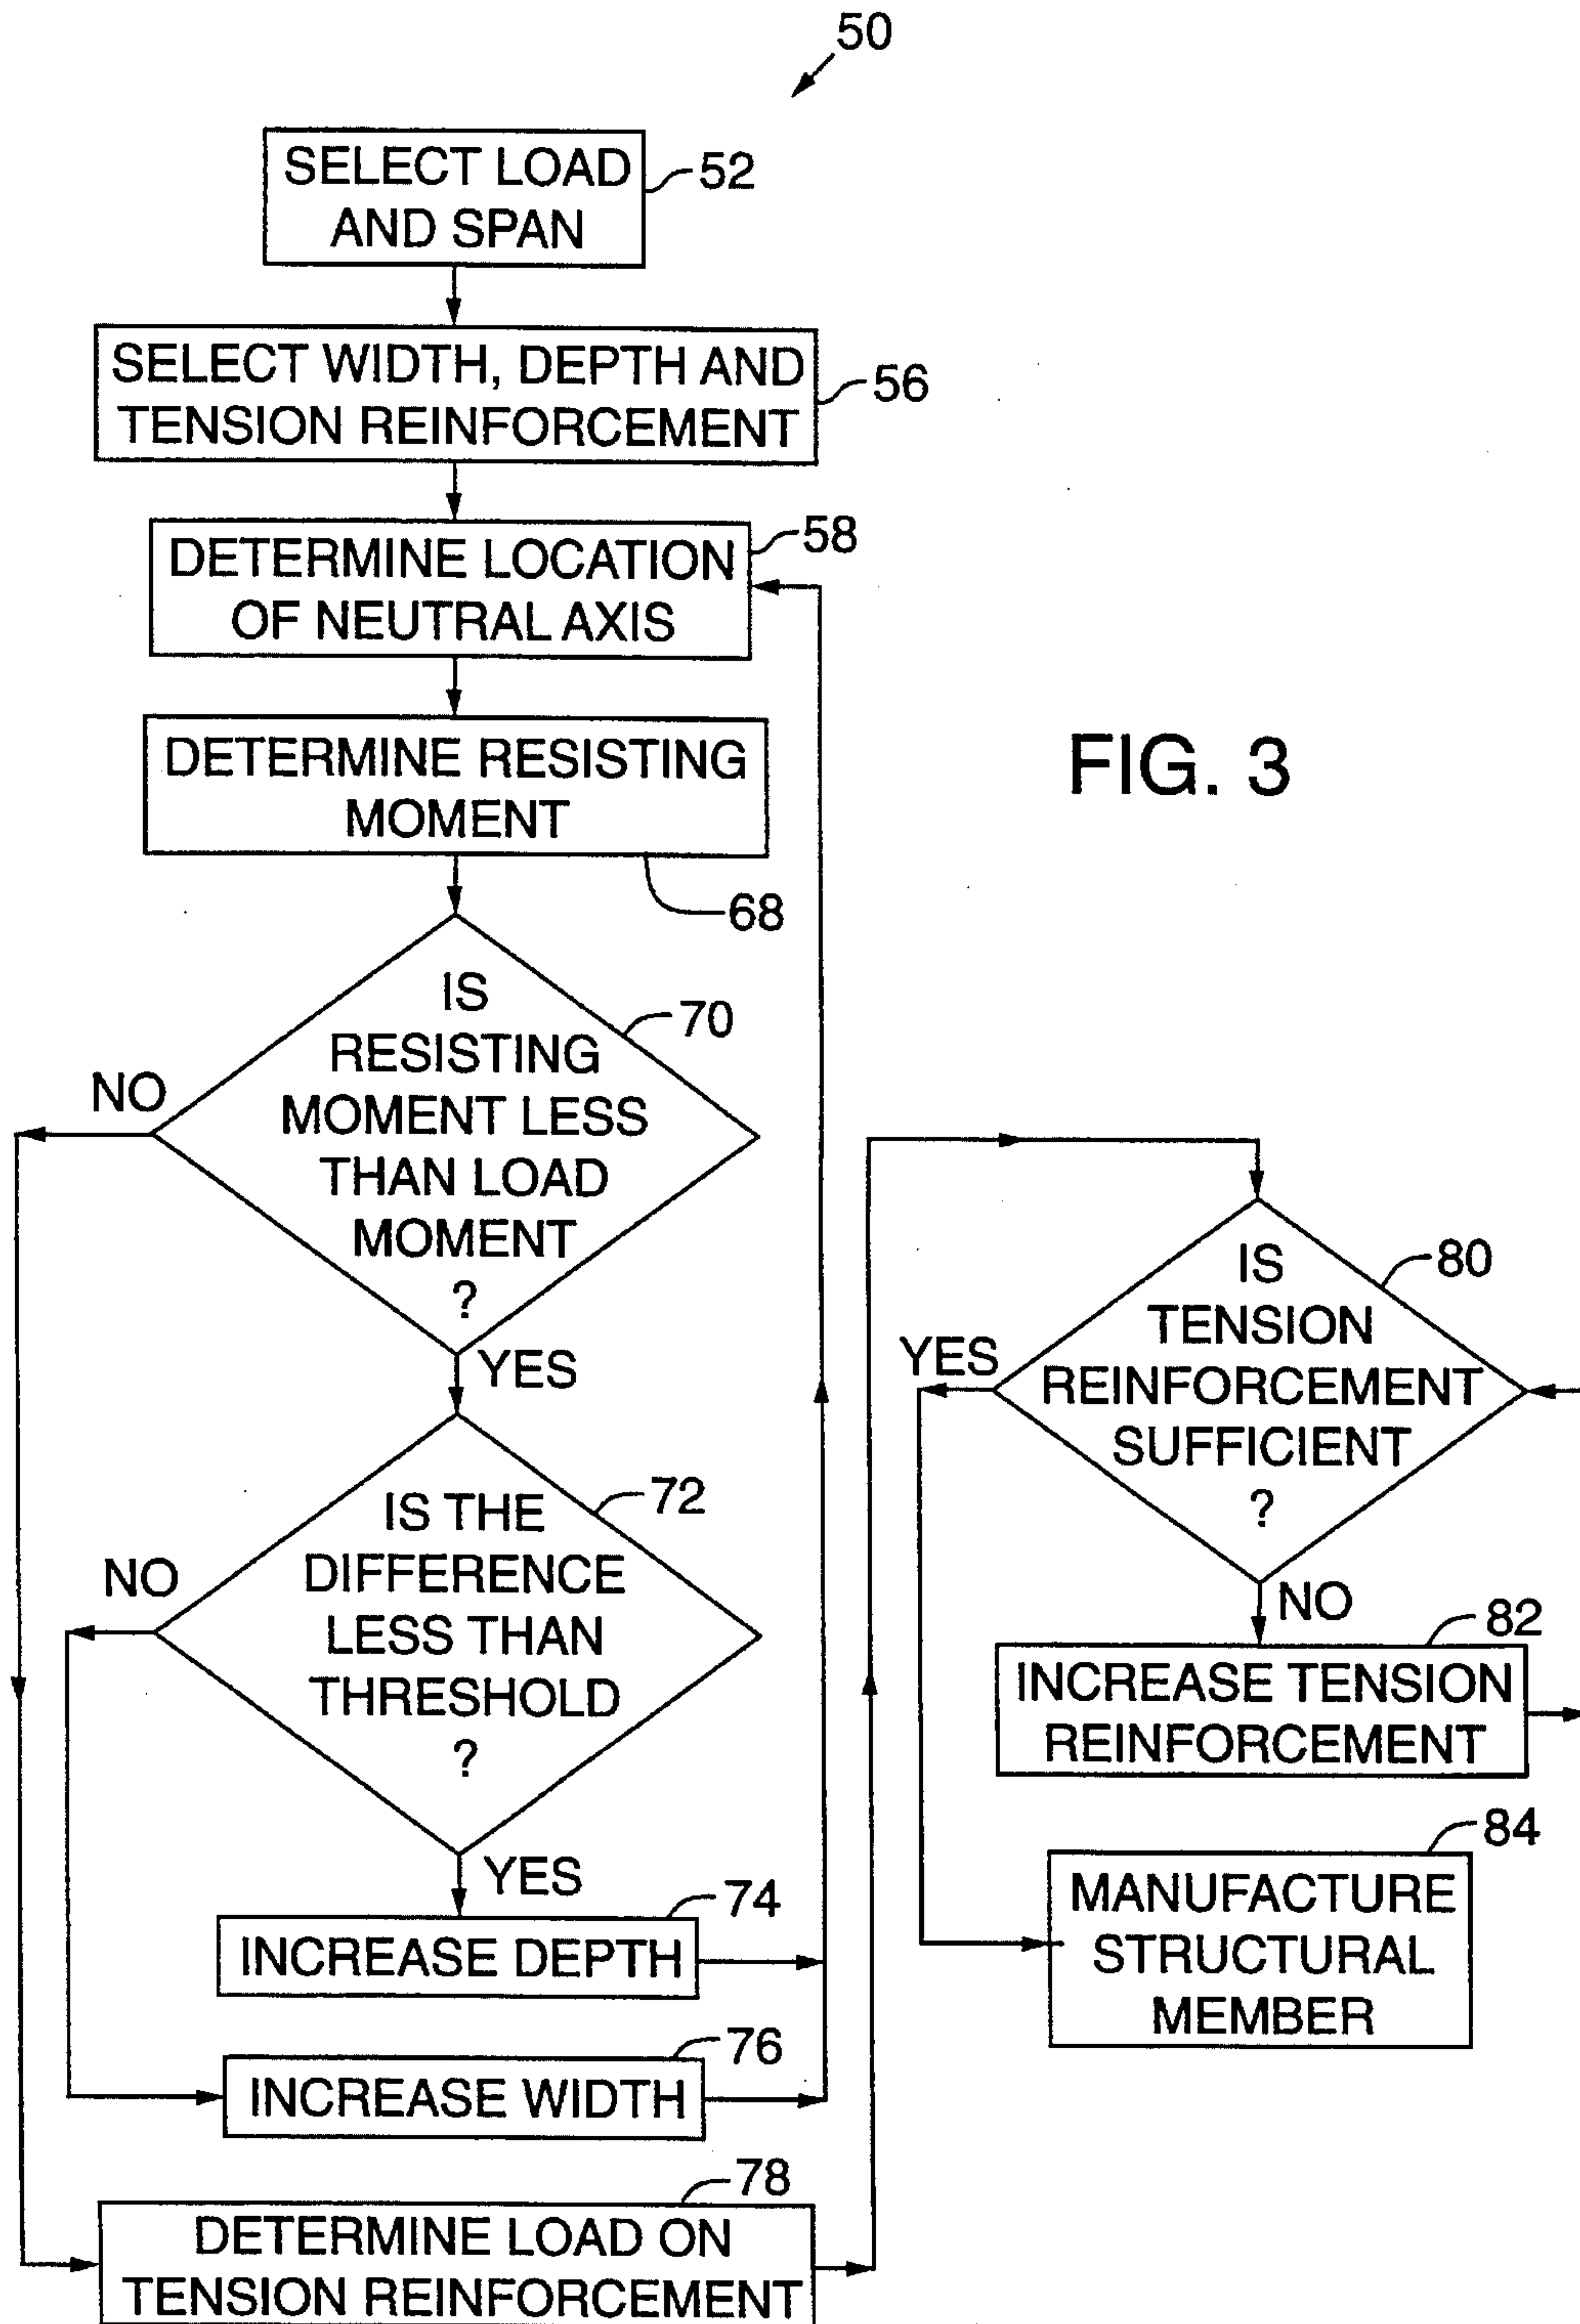 50
SELECT LOAD
AND SPAN
52
SELECT WIDTH, DEPTH AND
TENSION REINFORCEMENT
56
DETERMINE LOCATION
OF NEUTRAL AXIS
58
DETERMINE RESISTING
MOMENT
68
FIG. 3
IS
RESISTING
MOMENT LESS
THAN LOAD
MOMENT
?
70
NO
YES
IS THE
DIFFERENCE
LESS THAN
THRESHOLD
?
72
NO
YES
INCREASE DEPTH
74
INCREASE WIDTH
76
DETERMINE LOAD ON
TENSION REINFORCEMENT
78
IS
TENSION
REINFORCEMENT
SUFFICIENT
?
80
YES
NO
INCREASE TENSION
REINFORCEMENT
82
MANUFACTURE
STRUCTURAL
MEMBER
84